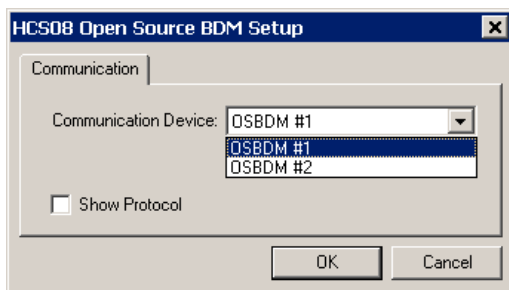 HCS08 Open Source BDM Setup
Communication
Communication Device: OSBDM #1
OSBDM #1
OSBDM #2
Show Protocol
OK Cancel